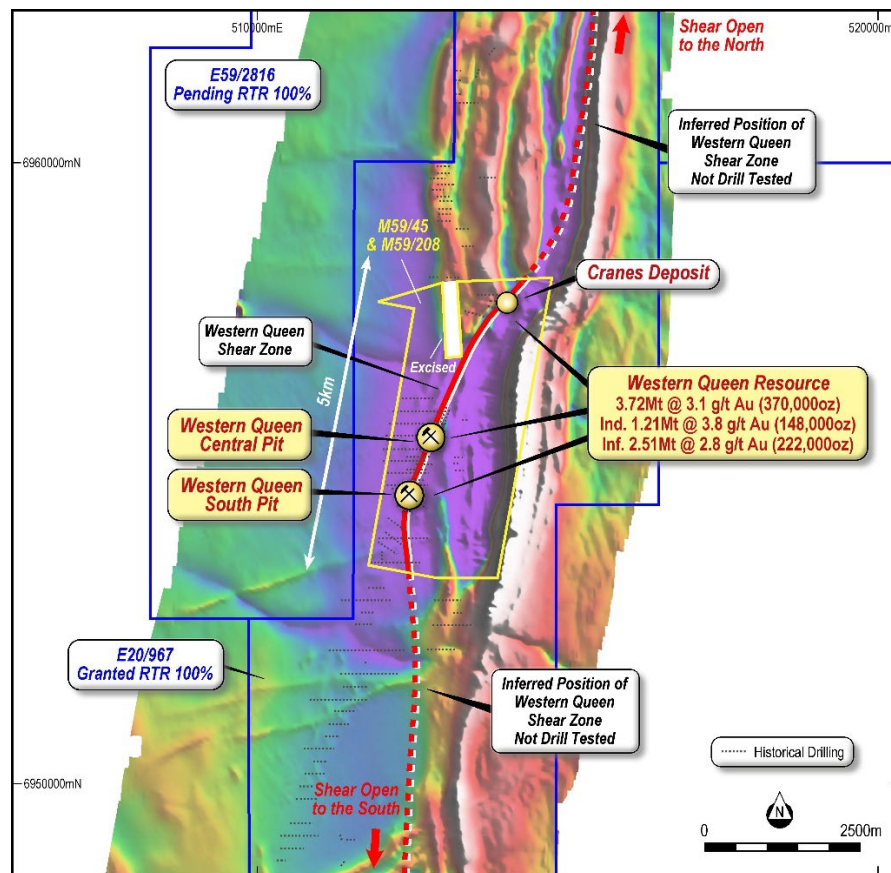 510000mE
520000mE
Shear Open
to the North
E59/2816
Pending RTR 100%
Inferred Position of
Western Queen
Shear Zone
Not Drill Tested
6960000mN
M59/45
& M59/208
Cranes Deposit
Western Queen
Shear Zone
Excised
5km
Western Queen Resource
3.72Mt @ 3.1 g/t Au (370,000oz)
Ind. 1.21Mt @ 3.8 g/t Au (148,000oz)
Inf. 2.51Mt @ 2.8 g/t Au (222,000oz)
Western Queen
Central Pit
Western Queen
South Pit
E20/967
Granted RTR 100%
Inferred Position of
Western Queen
Shear Zone
Not Drill Tested
Historical Drilling
6950000mN
Shear Open
to the South
N
0
2500m